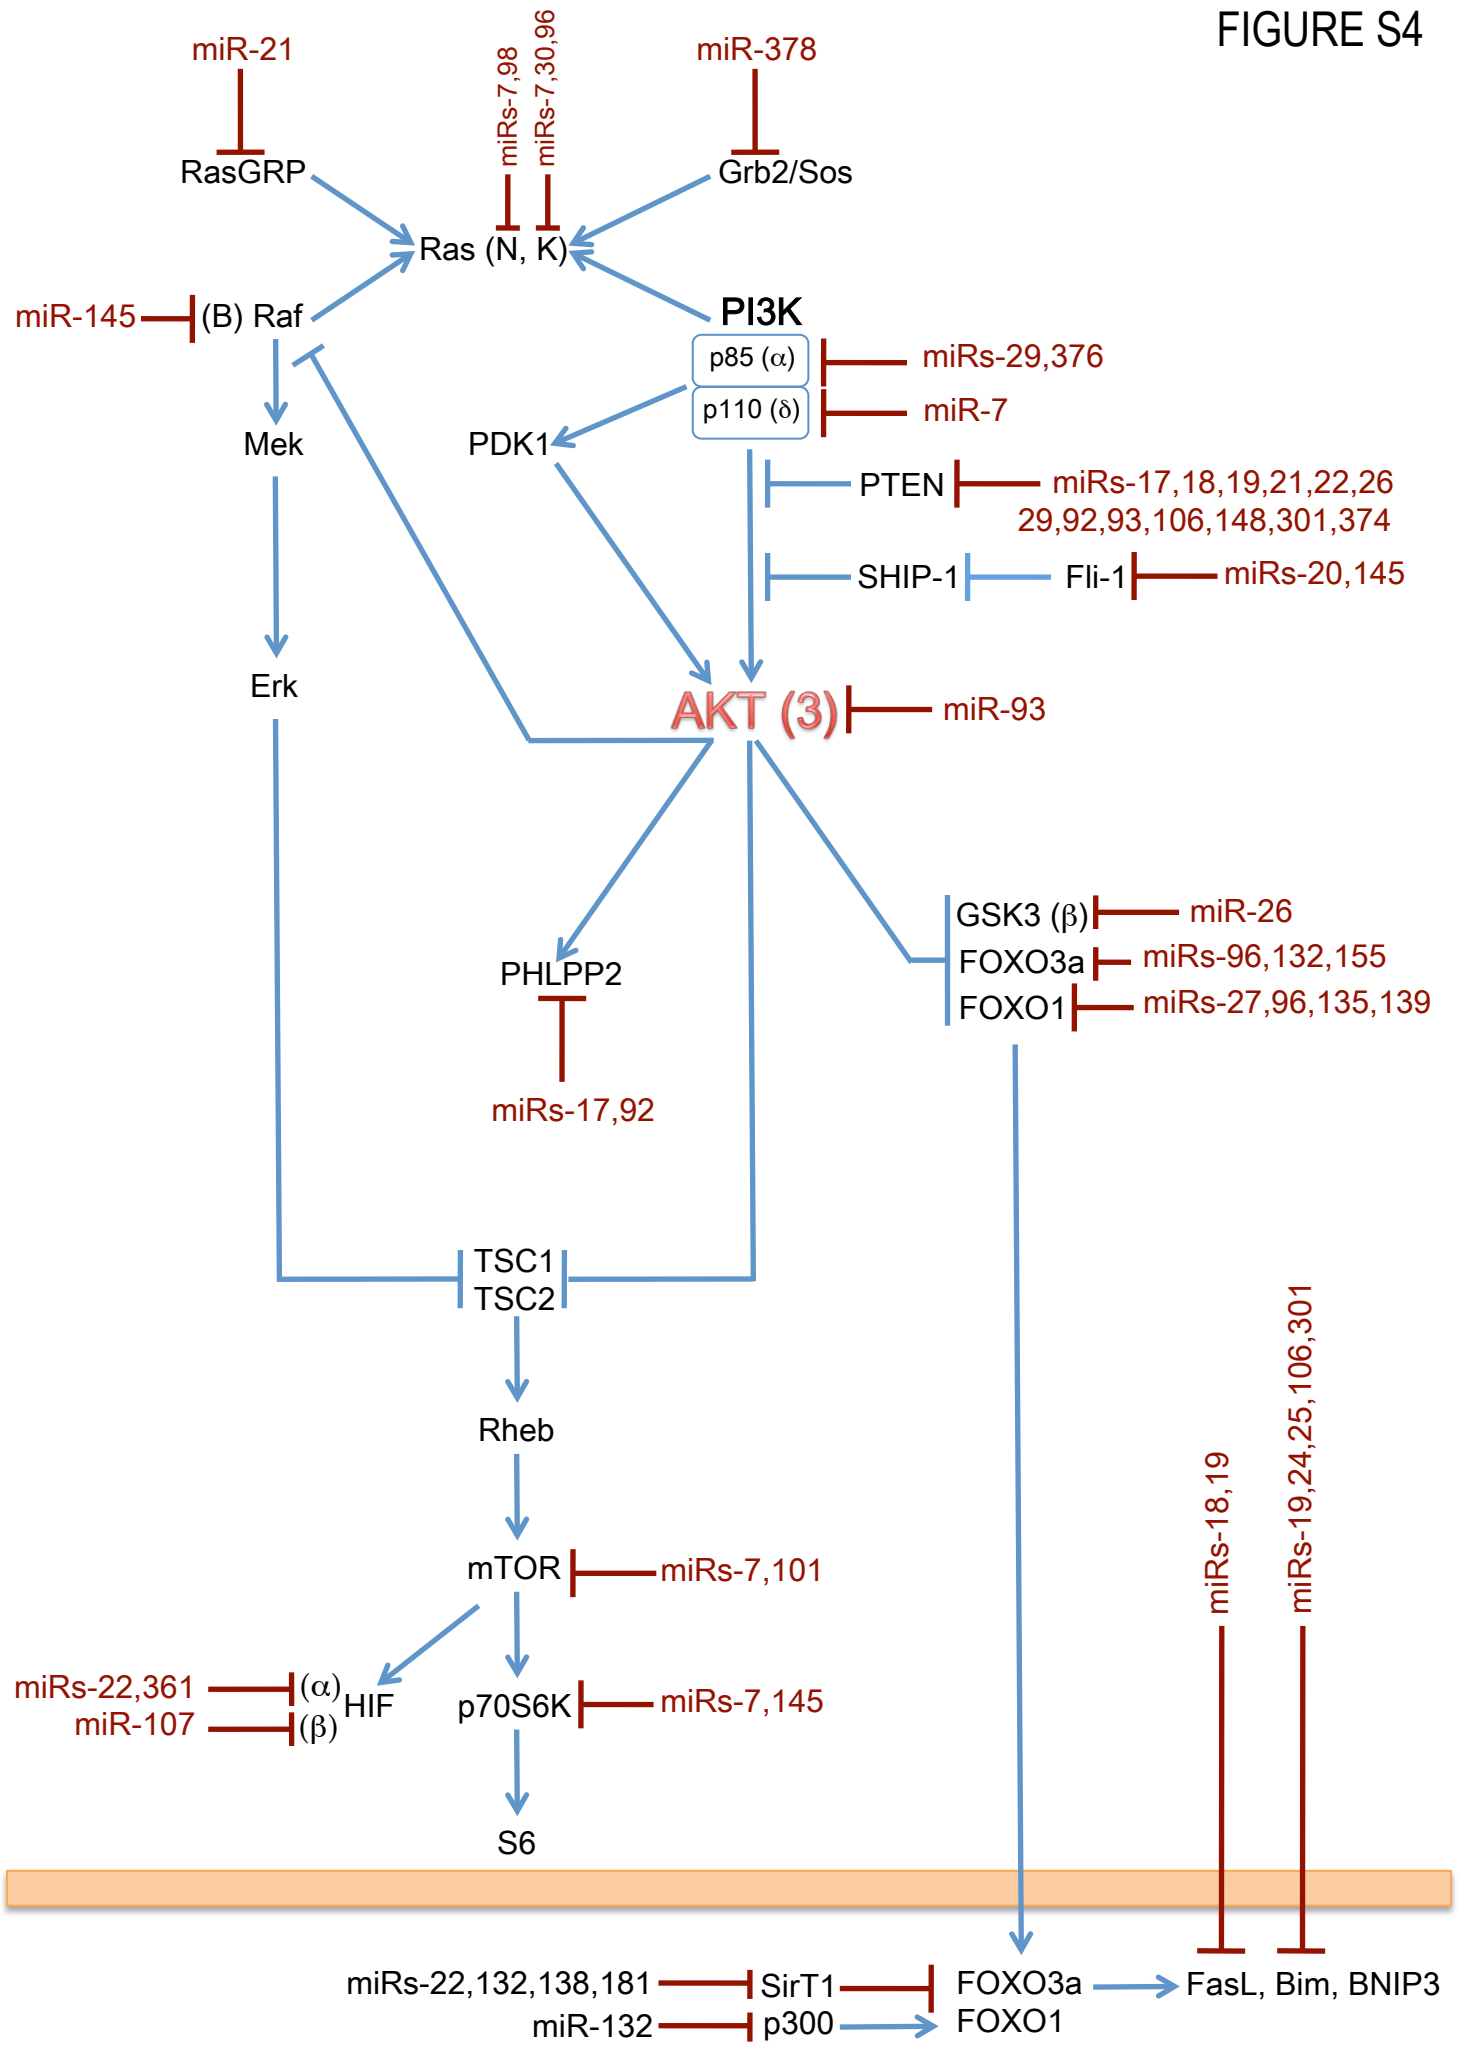 FIGURE S4
miR-21
miRs-7,98
miRs-7,30,96
miR-378
RasGRP
Grb2/Sos
Ras (N, K)
miR-145
(B) Raf
PI3K
p85 (α)
miRs-29,376
p110 (δ)
miR-7
Mek
PDK1
PTEN
miRs-17,18,19,21,22,26
29,92,93,106,148,301,374
SHIP-1
Fli-1
miRs-20,145
Erk
AKT (3)
miR-93
GSK3 (β)
miR-26
FOXO3a
miRs-96,132,155
FOXO1
miRs-27,96,135,139
PHLPP2
miRs-17,92
TSC1
TSC2
Rheb
miRs-18,19
miRs-19,24,25,106,301
mTOR
miRs-7,101
miRs-22,361
(α)
HIF
miR-107
(β)
p70S6K
miRs-7,145
S6
miRs-22,132,138,181
SirT1
FOXO3a
FasL, Bim, BNIP3
miR-132
p300
FOXO1